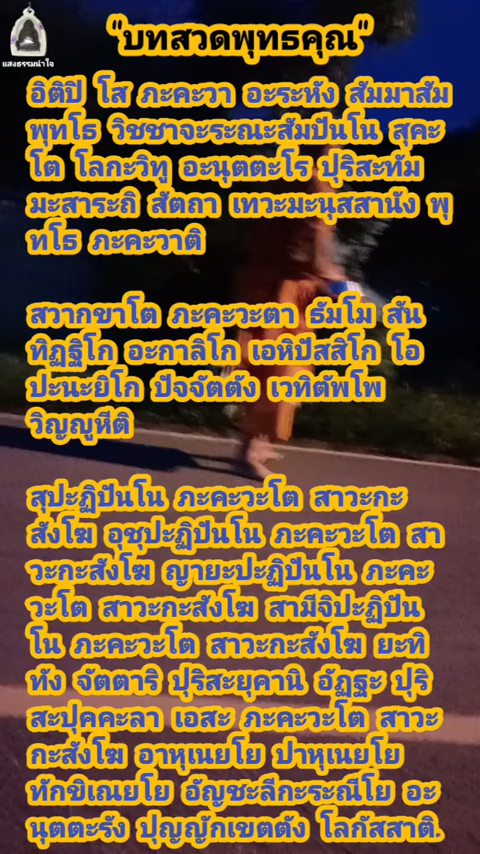 "บทสวดพุทธคุณ"
แสงธรรมนำใจ
อิติปิ โส ภะคะวา อะระหัง สัมมาสัม
พุทโธ วิชชาจะระณะสัมปันโน สุคะ
โต โลกะวิทู อะนุตตะโร ปุริสะทัม
มะสาระถิ สัตถา เทวะมะนุสสานัง พุ
ทโธ ภะคะวาติ
สวากขาโต ภะคะวะตา ธัมโม สัน
ทิฏฐิโก อะกาลิโก เอหิปัสสิโก โอ
ปะนะยิโก ปัจจัตตัง เวทิตัพโพ
วิญญูหีติ
สุปะฏิปันโน ภะคะวะโต สาวะกะ
สังโฆ อุชุปะฏิปันโน ภะคะวะโต สา
วะกะสังโฆ ญายะปะฏิปันโน ภะคะ
วะโต สาวะกะสังโฆ สามีจิปะฏิปัน
โน ภะคะวะโต สาวะกะสังโฆ ยะทิ
ทัง จัตตาริ ปุริสะยุคานิ อัฏฐะ ปุริ
สะปุคคะลา เอสะ ภะคะวะโต สาวะ
กะสังโฆ อาหุเนยโย ปาหุเนยโย
ทักขิเณยโย อัญชะลีกะระณีโย อะ
นุตตะรัง ปุญญักเขตตัง โลกัสสาติ.